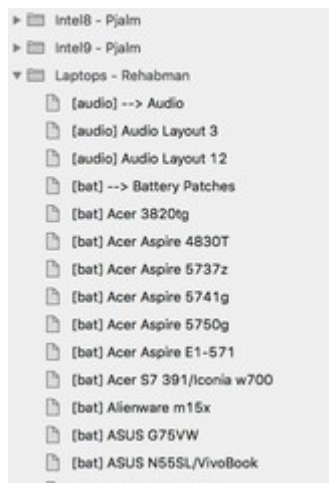 Intel8 - Pjalm
Intel9 - Pjalm
Laptops - Rehabman
[audio] --> Audio
[audio] Audio Layout 3
[audio] Audio Layout 12
[bat] --> Battery Patches
[bat] Acer 3820tg
[bat] Acer Aspire 4830T
[bat] Acer Aspire 5737z
[bat] Acer Aspire 5741g
[bat] Acer Aspire 5750g
[bat] Acer Aspire E1-571
[bat] Acer S7 391/Iconia w700
[bat] Alienware m15x
[bat] ASUS G75VW
[bat] ASUS N55SL/VivoBook